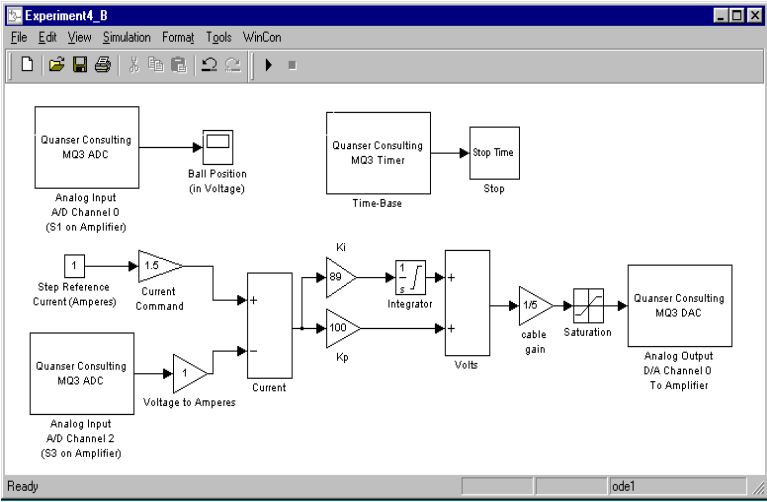 Experiment4_B
File Edit View Simulation Format Tools WinCon
Quanser Consulting
MQ3 ADC
Analog Input
A/D Channel 0
(S1 on Amplifier)
Ball Position
(in Voltage)
Quanser Consulting
MQ3 Timer
Time-Base
Stop Time
Stop
1
Step Reference
Current (Amperes)
1.5
Current
Command
Quanser Consulting
MQ3 ADC
Analog Input
A/D Channel 2
(S3 on Amplifier)
1
Voltage to Amperes
+
−
Current
Ki
89
100
Kp
1
s
Integrator
+
+
Volts
1/5
cable
gain
Saturation
Quanser Consulting
MQ3 DAC
Analog Output
D/A Channel 0
To Amplifier
Ready
ode1